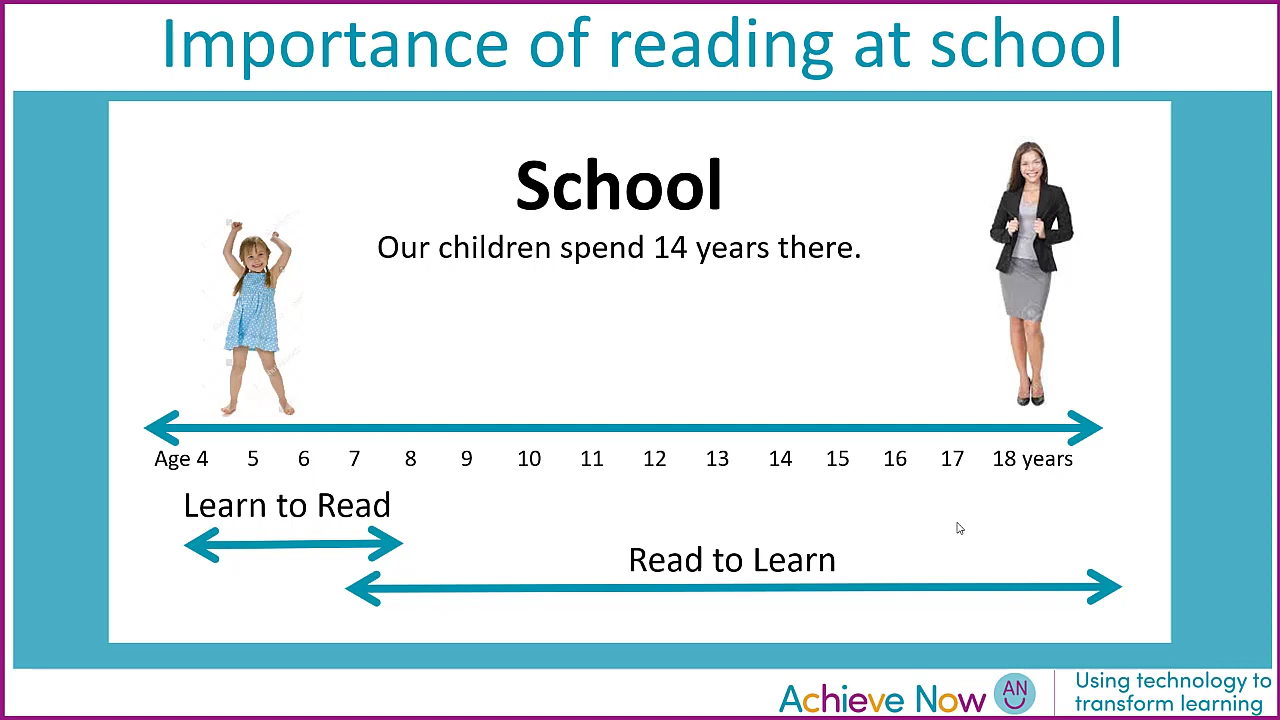 Importance of reading at school
School
Our children spend 14 years there.
Age 4 5 6 7 8 9 10 11 12 13 14 15 16 17 18 years
Learn to Read
Read to Learn
Achieve Now AN
Using technology to
transform learning